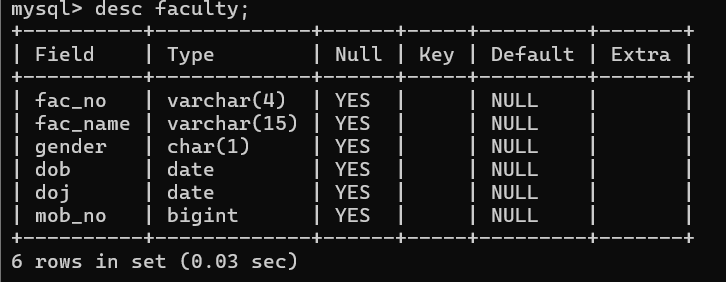 mysql> desc faculty;
+----------+-------------+------+-----+---------+-------+
| Field    | Type        | Null | Key | Default | Extra |
+----------+-------------+------+-----+---------+-------+
| fac_no   | varchar(4)  | YES  |     | NULL    |       |
| fac_name | varchar(15) | YES  |     | NULL    |       |
| gender   | char(1)     | YES  |     | NULL    |       |
| dob      | date        | YES  |     | NULL    |       |
| doj      | date        | YES  |     | NULL    |       |
| mob_no   | bigint      | YES  |     | NULL    |       |
+----------+-------------+------+-----+---------+-------+
6 rows in set (0.03 sec)